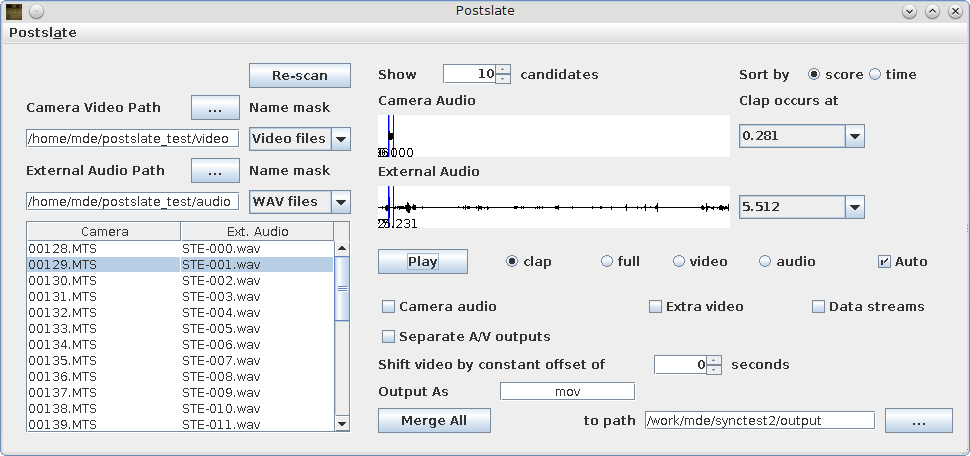 Postslate
Postslate
Re-scan
Camera Video Path ... Name mask
/home/mde/postslate_test/video Video files
External Audio Path ... Name mask
/home/mde/postslate_test/audio WAV files
Camera Ext. Audio
00128.MTS STE-000.wav
00129.MTS STE-001.wav
00130.MTS STE-002.wav
00131.MTS STE-003.wav
00132.MTS STE-004.wav
00133.MTS STE-005.wav
00134.MTS STE-006.wav
00135.MTS STE-007.wav
00136.MTS STE-008.wav
00137.MTS STE-009.wav
00138.MTS STE-010.wav
00139.MTS STE-011.wav
Show 10 candidates
Sort by score time
Camera Audio
Clap occurs at
0.281
External Audio
5.512
Play clap full video audio Auto
Camera audio Extra video Data streams
Separate A/V outputs
Shift video by constant offset of 0 seconds
Output As mov
Merge All to path /work/mde/synctest2/output ...